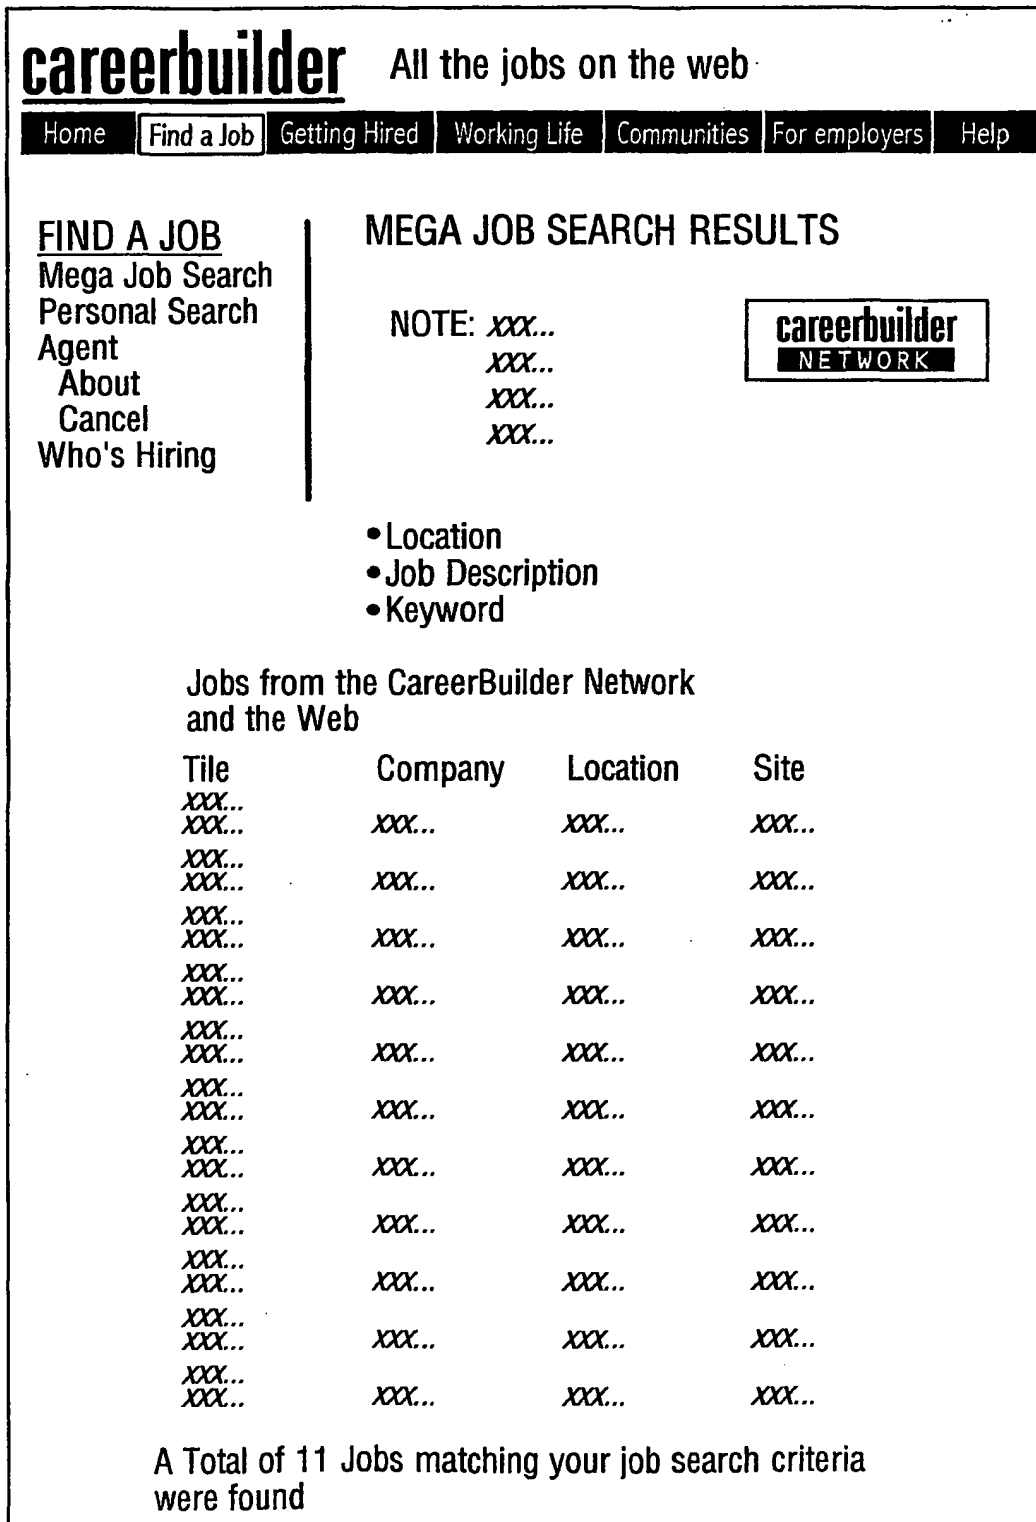 careerbuilder All the jobs on the web
Home Find a Job Getting Hired Working Life Communities For employers Help
FIND A JOB
Mega Job Search
Personal Search
Agent
About
Cancel
Who's Hiring
MEGA JOB SEARCH RESULTS
NOTE: XXX...
XXX...
XXX...
XXX...
careerbuilder
NETWORK
•Location
•Job Description
•Keyword
Jobs from the CareerBuilder Network
and the Web
Tile Company Location Site
XXX...
XXX... XXX... XXX... XXX...
XXX...
XXX... XXX... XXX... XXX...
XXX...
XXX... XXX... XXX... XXX...
XXX...
XXX... XXX... XXX... XXX...
XXX...
XXX... XXX... XXX... XXX...
XXX...
XXX... XXX... XXX... XXX...
XXX...
XXX... XXX... XXX... XXX...
XXX...
XXX... XXX... XXX... XXX...
XXX...
XXX... XXX... XXX... XXX...
XXX...
XXX... XXX... XXX... XXX...
XXX...
XXX... XXX... XXX... XXX...
A Total of 11 Jobs matching your job search criteria
were found